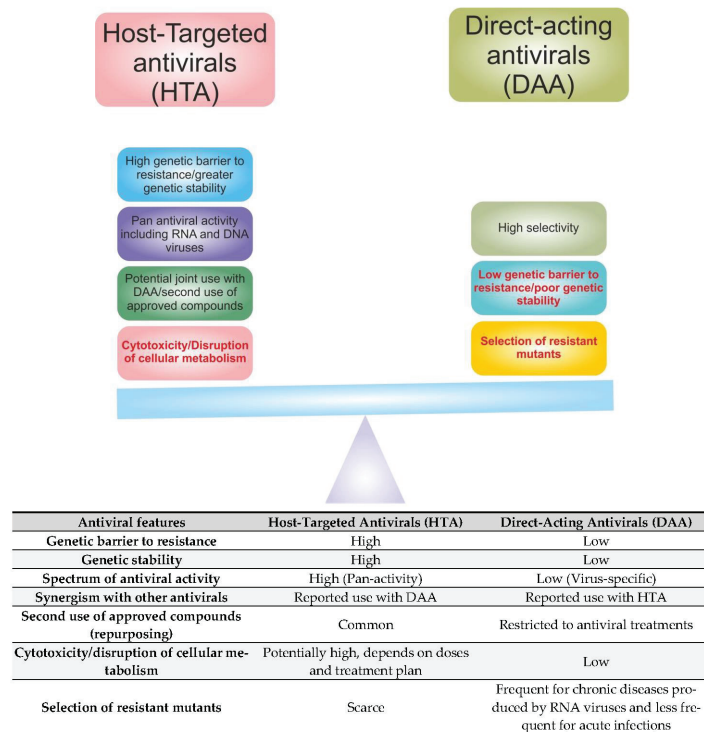 Host-Targeted
antivirals
(HTA)
Direct-acting
antivirals
(DAA)
High genetic barrier to
resistance/greater
genetic stability
Pan antiviral activity
including RNA and DNA
viruses
Potential joint use with
DAA/second use of
approved compounds
Cytotoxicity/Disruption
of cellular metabolism
High selectivity
Low genetic barrier to
resistance/poor genetic
stability
Selection of resistant
mutants
Antiviral features Host-Targeted Antivirals (HTA) Direct-Acting Antivirals (DAA)
Genetic barrier to resistance High Low
Genetic stability High Low
Spectrum of antiviral activity High (Pan-activity) Low (Virus-specific)
Synergism with other antivirals Reported use with DAA Reported use with HTA
Second use of approved compounds
(repurposing) Common Restricted to antiviral treatments
Cytotoxicity/disruption of cellular me-
tabolism
Potentially high, depends on doses
and treatment plan
Low
Selection of resistant mutants Scarce
Frequent for chronic diseases pro-
duced by RNA viruses and less fre-
quent for acute infections